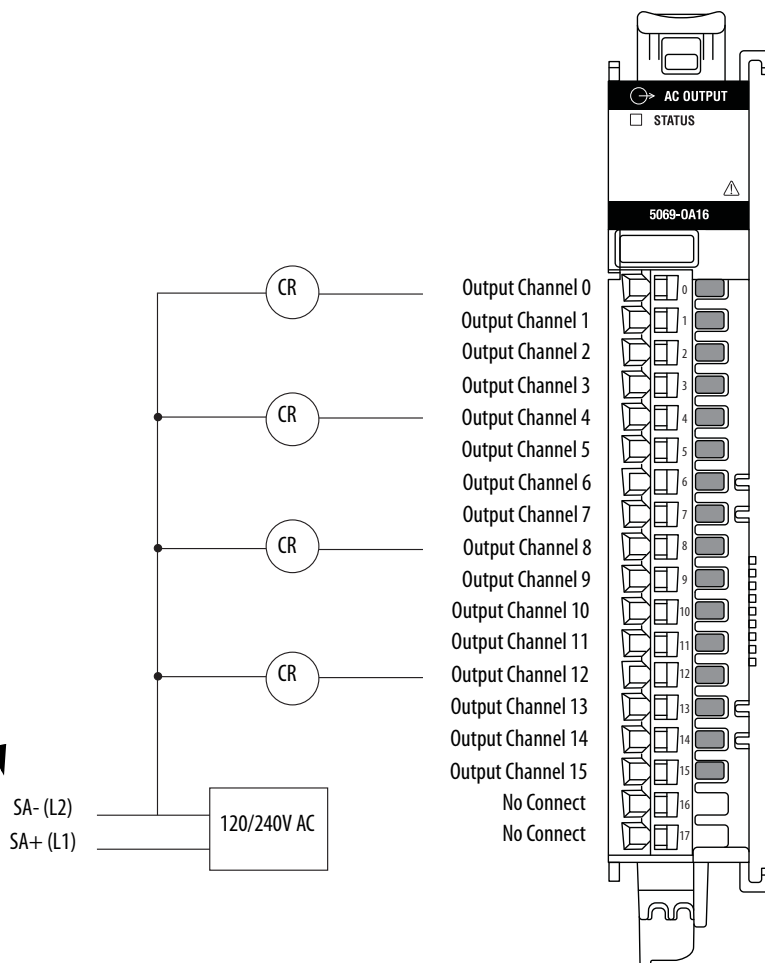 AC OUTPUT
STATUS
5069-OA16
CR Output Channel 0 0
Output Channel 1 1
Output Channel 2 2
Output Channel 3 3
CR Output Channel 4 4
Output Channel 5 5
Output Channel 6 6
Output Channel 7 7
CR Output Channel 8 8
Output Channel 9 9
Output Channel 10 10
Output Channel 11 11
CR Output Channel 12 12
Output Channel 13 13
Output Channel 14 14
Output Channel 15 15
SA- (L2) No Connect 16
120/240V AC
SA+ (L1) No Connect 17